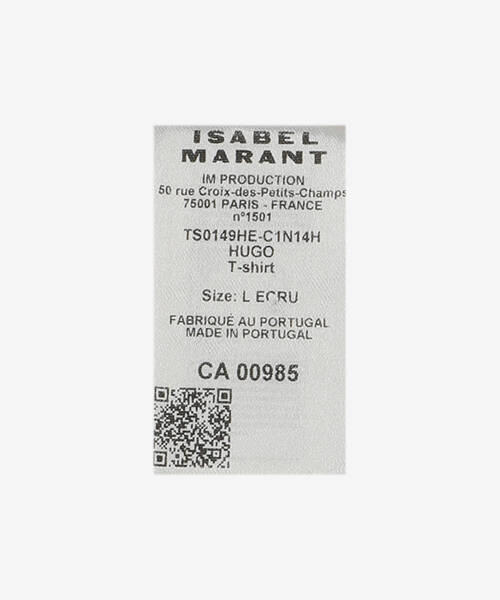 ISABEL
MARANT
IM PRODUCTION
50 rue Croix-des-Petits-Champs
75001 PARIS - FRANCE
n°1501
TS0149HE-C1N14H
HUGO
T-shirt
Size: L ECRU
FABRIQUÉ AU PORTUGAL
MADE IN PORTUGAL
CA 00985